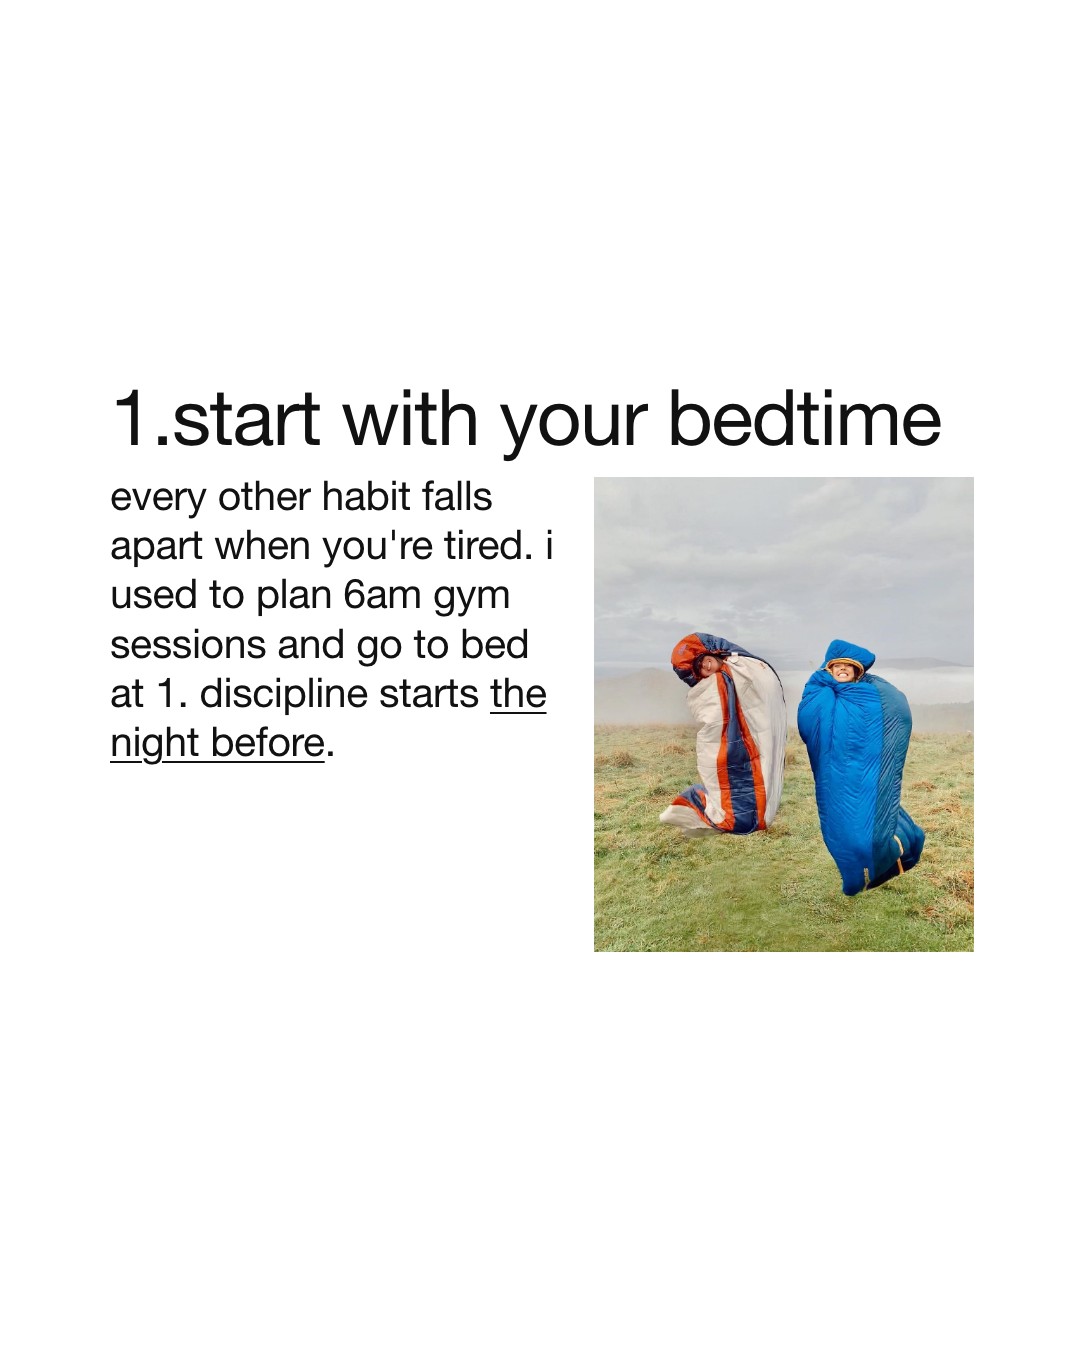 1.start with your bedtime
every other habit falls
apart when you're tired. i
used to plan 6am gym
sessions and go to bed
at 1. discipline starts the
night before.